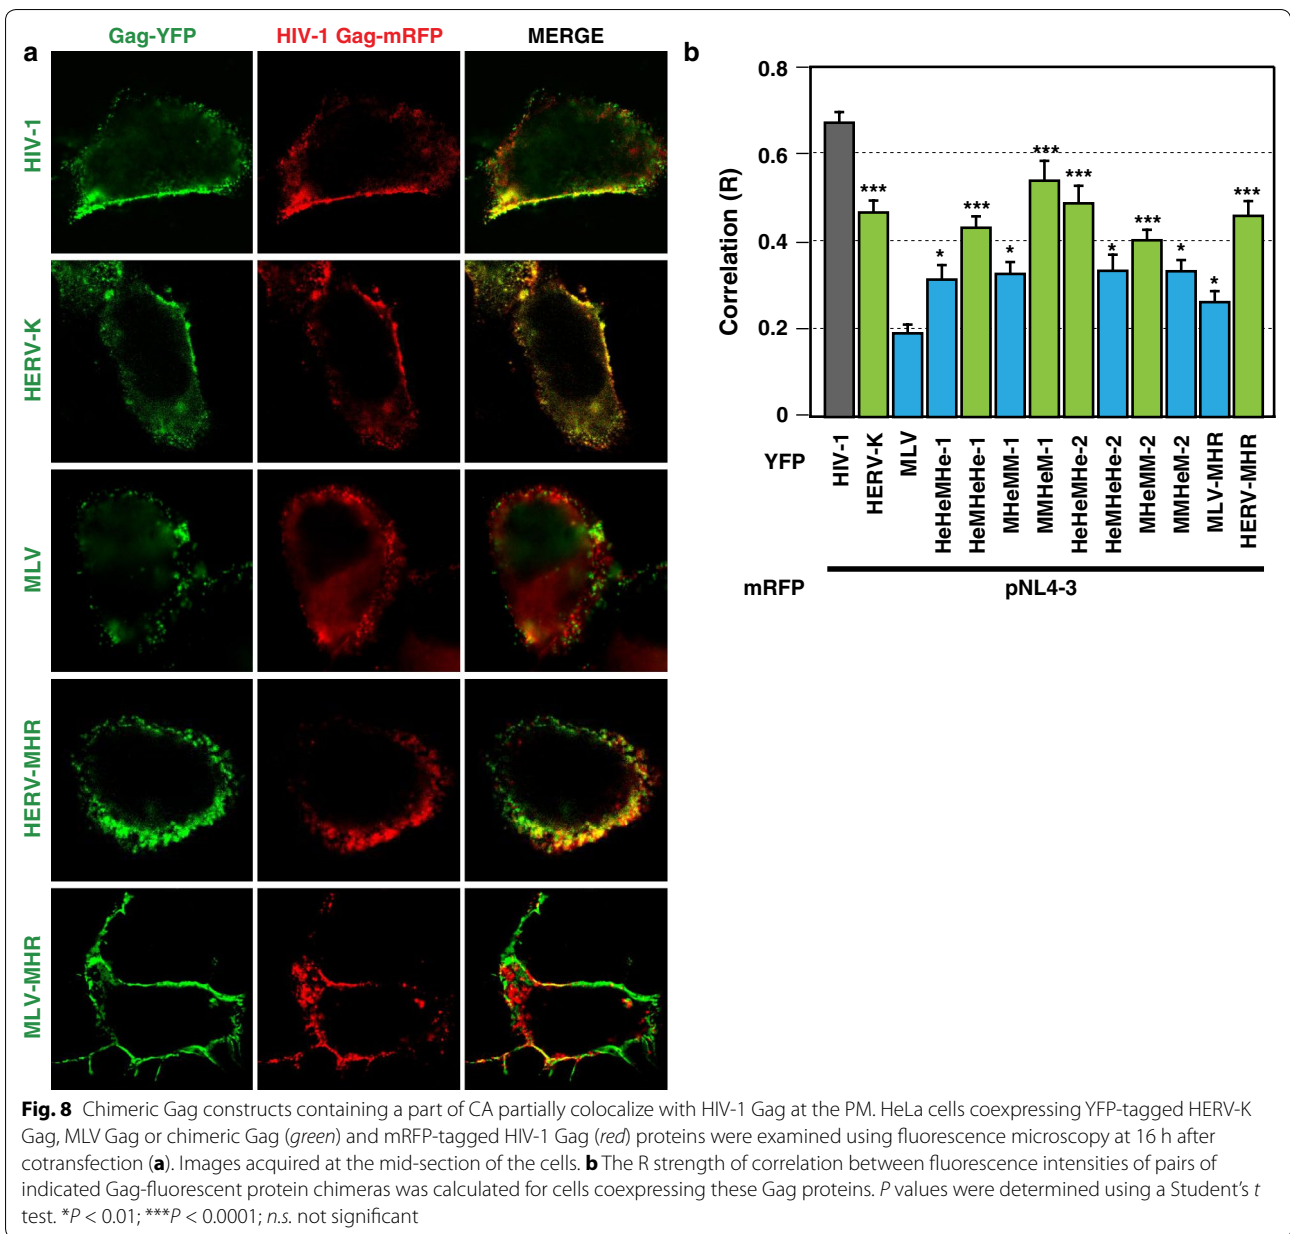 a
Gag-YFP
HIV-1 Gag-mRFP
MERGE
HIV-1
HERV-K
MLV
HERV-MHR
MLV-MHR
b
Correlation (R)
0.8
0.6
0.4
0.2
0
***
*
***
*
***
***
*
***
*
*
***
YFP
HIV-1
HERV-K
MLV
HeHeMHe-1
HeMHeHe-1
MHeMM-1
MMHeM-1
HeHeMHe-2
HeMHeHe-2
MHeMM-2
MMHeM-2
MLV-MHR
HERV-MHR
mRFP
pNL4-3
Fig. 8 Chimeric Gag constructs containing a part of CA partially colocalize with HIV-1 Gag at the PM. HeLa cells coexpressing YFP-tagged HERV-K
Gag, MLV Gag or chimeric Gag (green) and mRFP-tagged HIV-1 Gag (red) proteins were examined using fluorescence microscopy at 16 h after
cotransfection (a). Images acquired at the mid-section of the cells. b The R strength of correlation between fluorescence intensities of pairs of
indicated Gag-fluorescent protein chimeras was calculated for cells coexpressing these Gag proteins. P values were determined using a Student's t
test. *P < 0.01; ***P < 0.0001; n.s. not significant